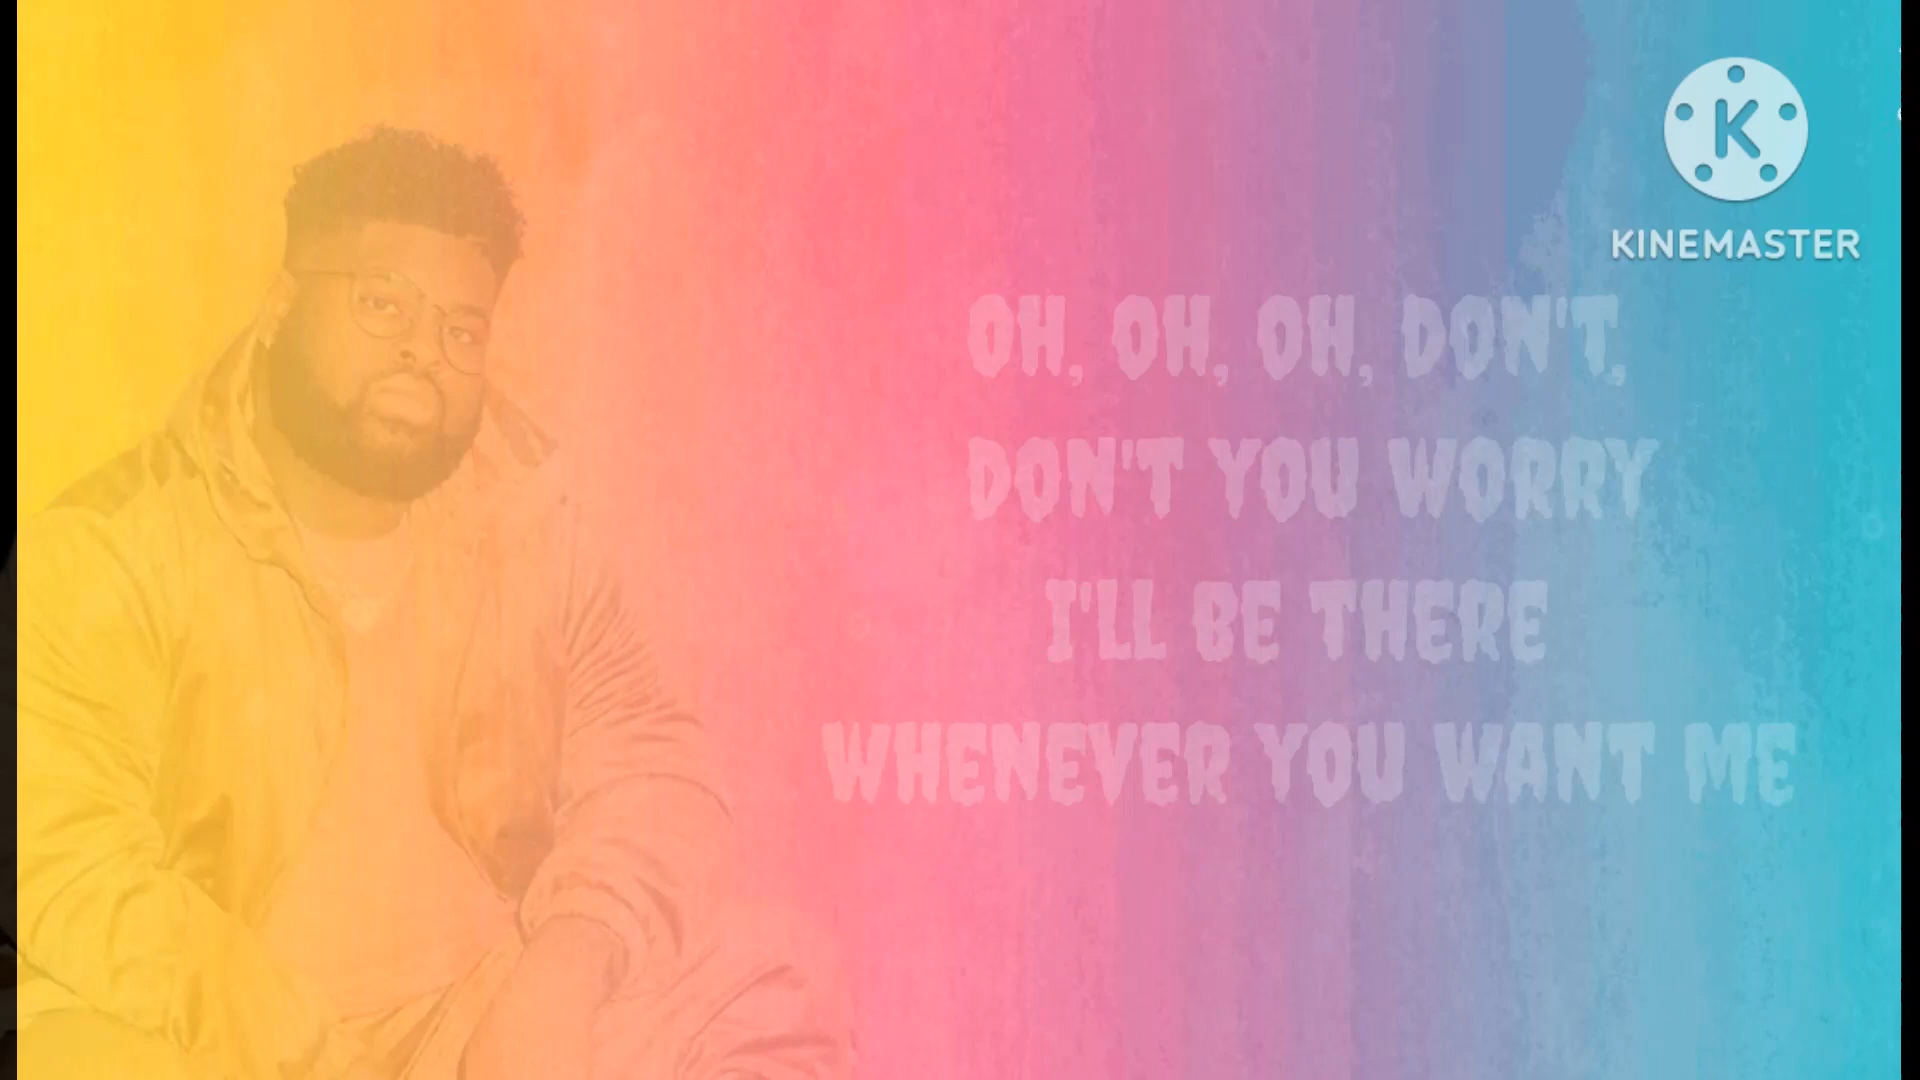 K
KINEMASTER
OH, OH, OH, DON'T,
DON'T YOU WORRY
I'LL BE THERE
WHENEVER YOU WANT ME